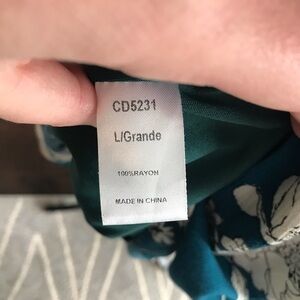 CD5231
L/Grande
100%RAYON
MADE IN CHINA